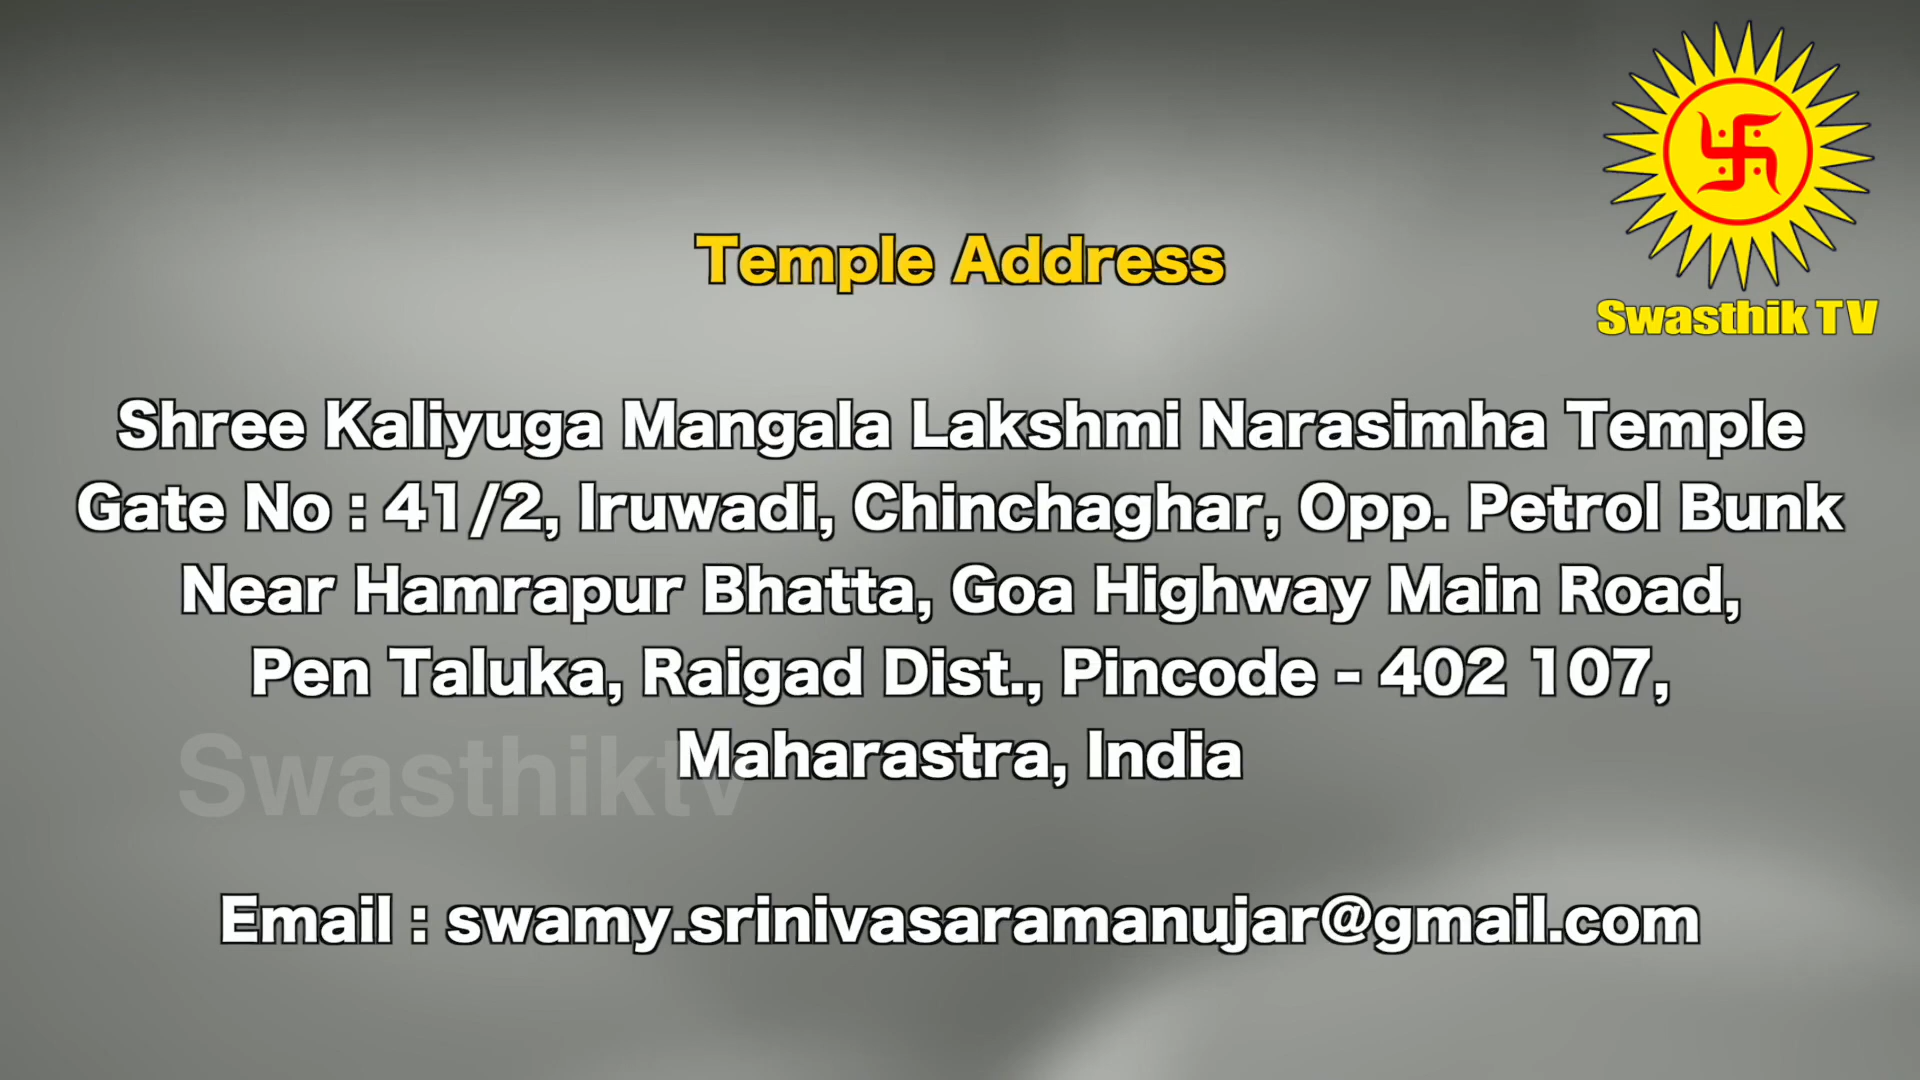 Swasthik TV
Temple Address
Shree Kaliyuga Mangala Lakshmi Narasimha Temple
Gate No : 41/2, Iruwadi, Chinchaghar, Opp. Petrol Bunk
Near Hamrapur Bhatta, Goa Highway Main Road,
Pen Taluka, Raigad Dist., Pincode - 402 107,
Maharastra, India
Swasthiktv
Email : swamy.srinivasaramanujar@gmail.com